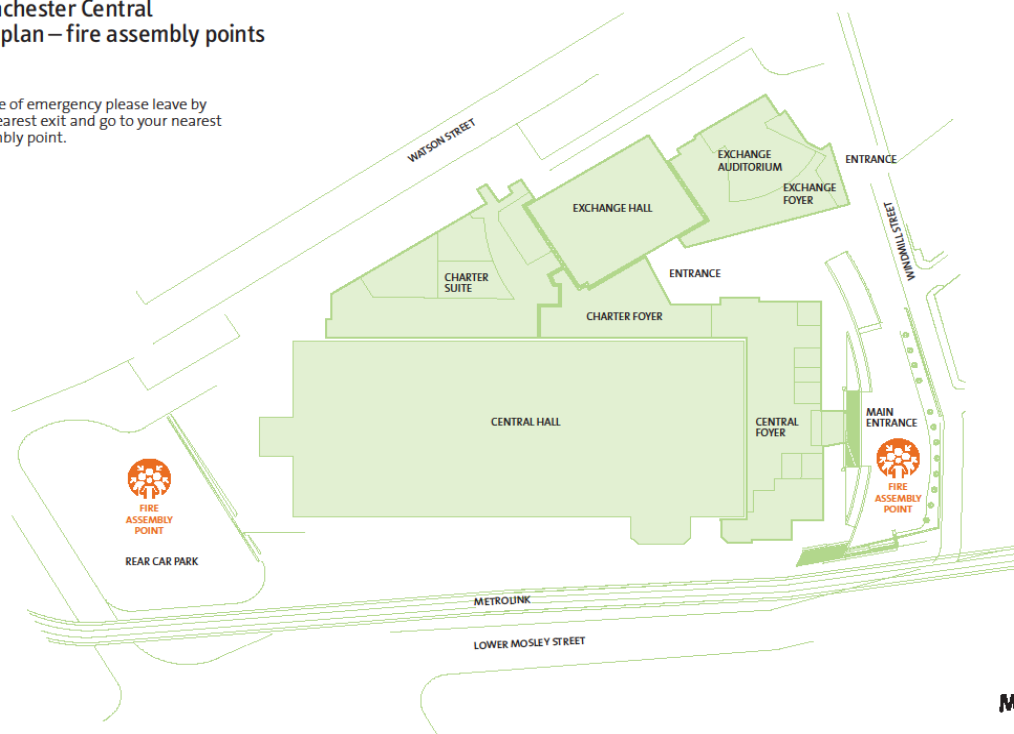 nchester Central
plan – fire assembly points
e of emergency please leave by
earest exit and go to your nearest
mbly point.
WATSON STREET
EXCHANGE
AUDITORIUM
ENTRANCE
EXCHANGE
FOYER
EXCHANGE HALL
WINDMILL STREET
ENTRANCE
CHARTER
SUITE
CHARTER FOYER
CENTRAL HALL
CENTRAL
FOYER
MAIN
ENTRANCE
FIRE
ASSEMBLY
POINT
FIRE
ASSEMBLY
POINT
REAR CAR PARK
METROLINK
LOWER MOSLEY STREET
M